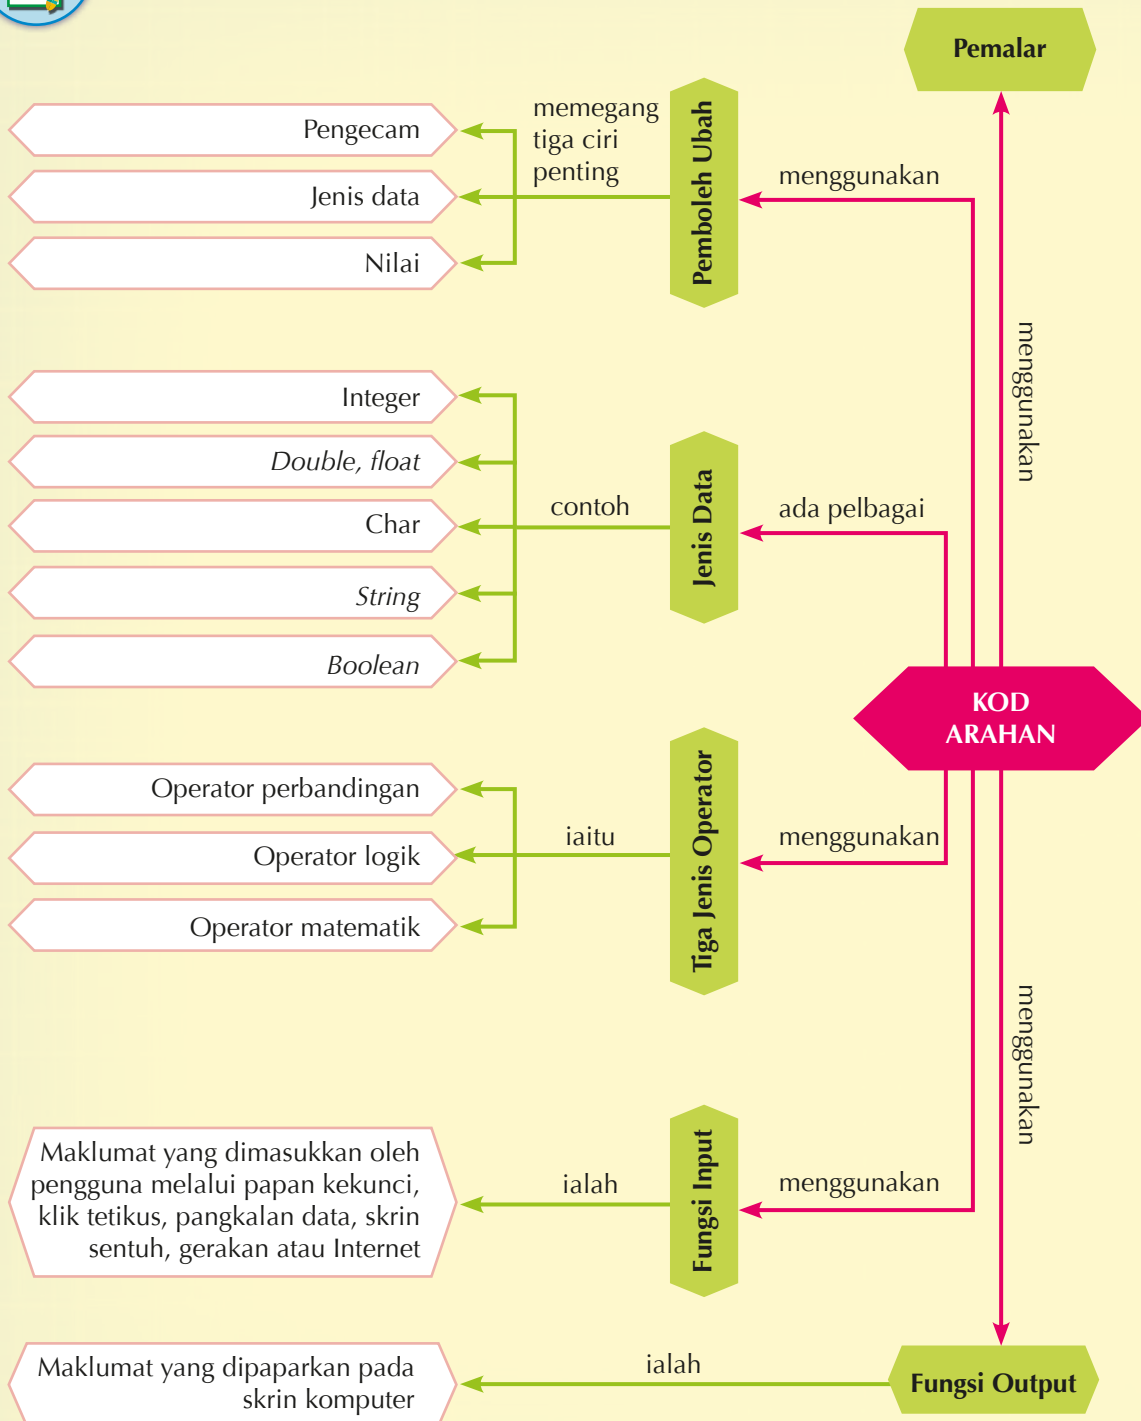 Pemalar
menggunakan
Pemboleh Ubah
menggunakan
memegang
tiga ciri
penting
Pengecam
Jenis data
Nilai
Jenis Data
ada pelbagai
contoh
Integer
Double, float
Char
String
Boolean
KOD
ARAHAN
Tiga Jenis Operator
menggunakan
iaitu
Operator perbandingan
Operator logik
Operator matematik
Fungsi Input
menggunakan
ialah
Maklumat yang dimasukkan oleh
pengguna melalui papan kekunci,
klik tetikus, pangkalan data, skrin
sentuh, gerakan atau Internet
menggunakan
Fungsi Output
ialah
Maklumat yang dipaparkan pada
skrin komputer